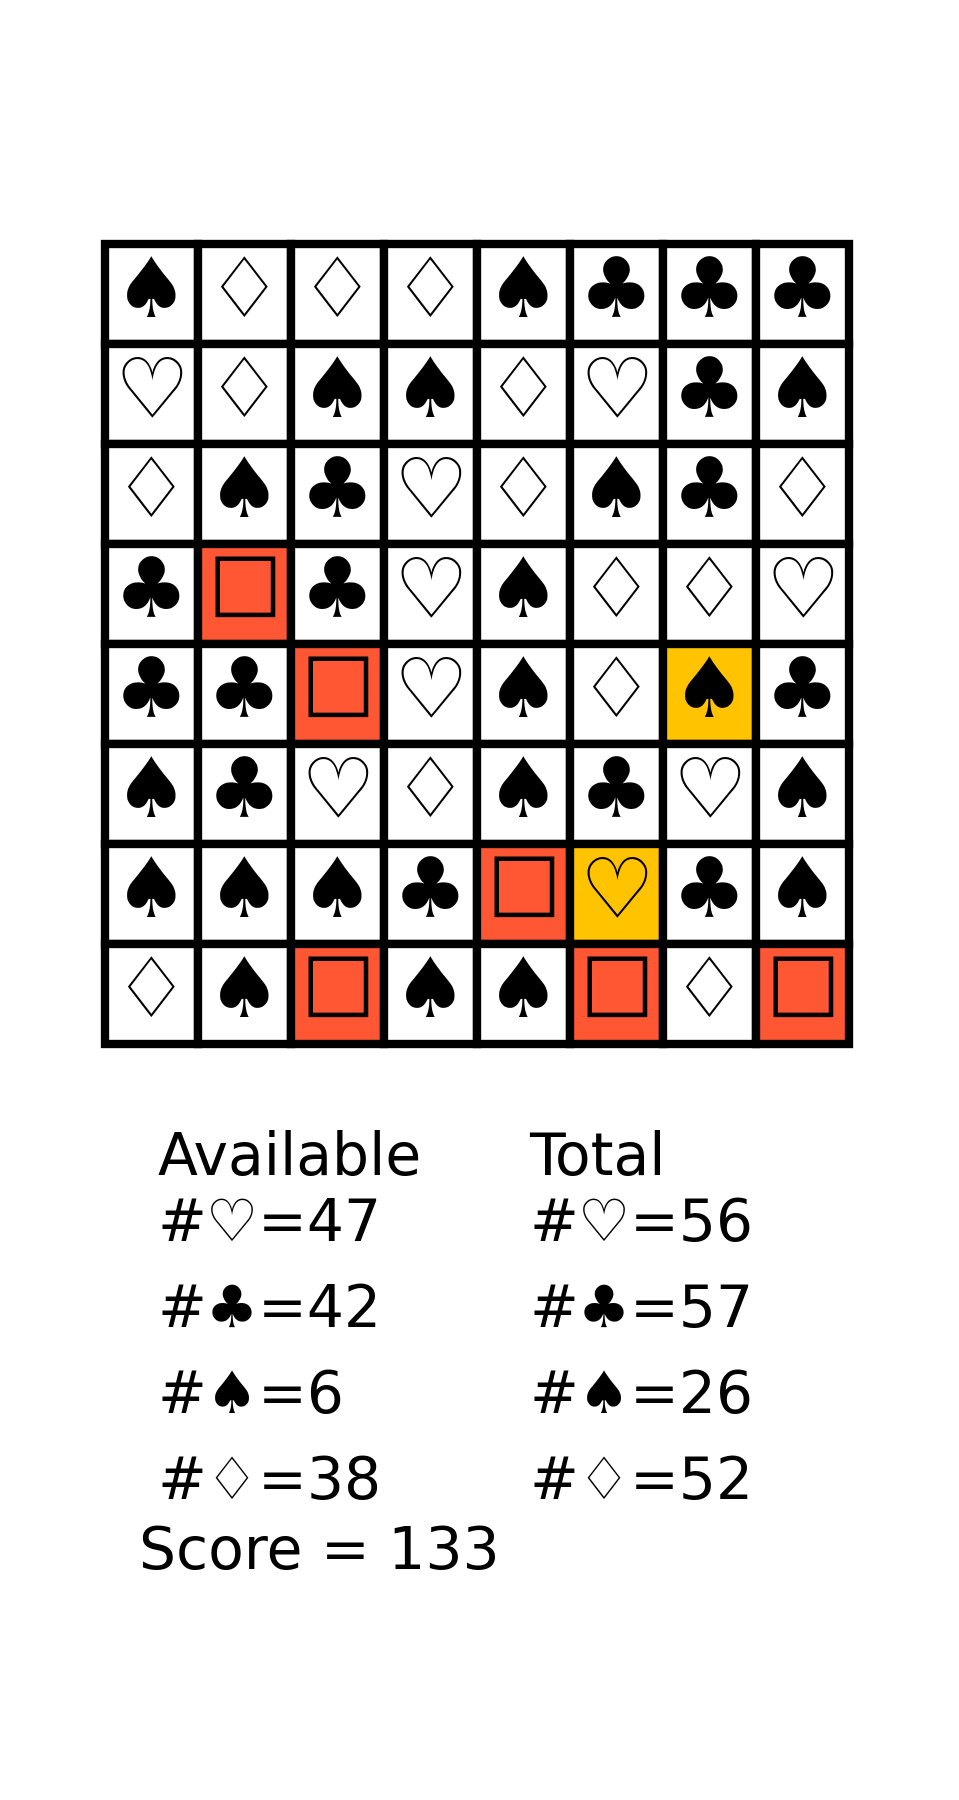 ♠ ♢ ♢ ♢ ♠ ♣ ♣ ♣
♡ ♢ ♠ ♠ ♢ ♡ ♣ ♠
♢ ♠ ♣ ♡ ♢ ♠ ♣ ♢
♣ □ ♣ ♡ ♠ ♢ ♢ ♡
♣ ♣ □ ♡ ♠ ♢ ♠ ♣
♠ ♣ ♡ ♢ ♠ ♣ ♡ ♠
♠ ♠ ♠ ♣ □ ♡ ♣ ♠
♢ ♠ □ ♠ ♠ □ ♢ □
Available Total
#♡=47 #♡=56
#♣=42 #♣=57
#♠=6 #♠=26
#♢=38 #♢=52
Score = 133